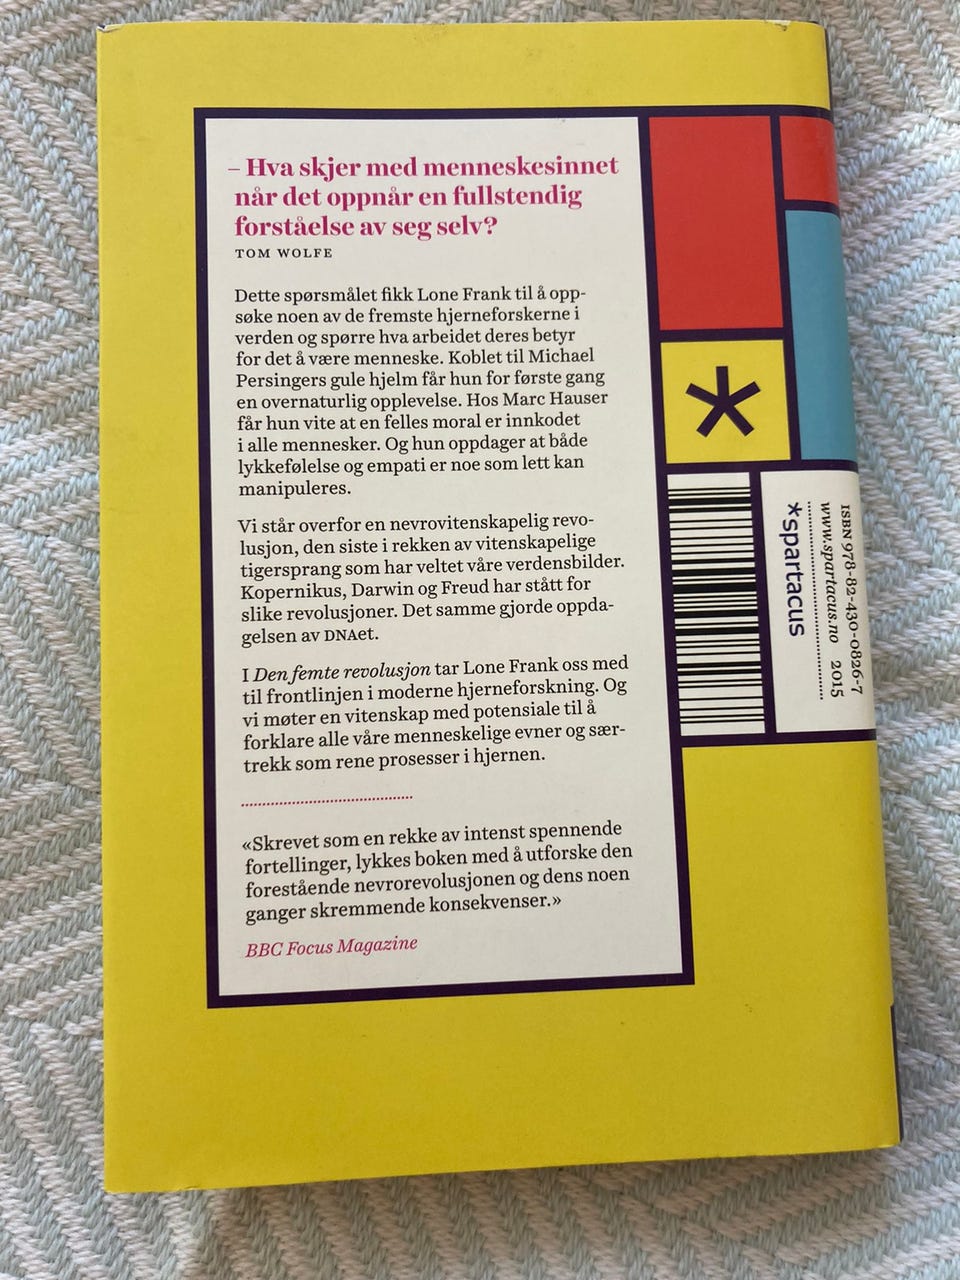 – Hva skjer med menneskesinnet
når det oppnår en fullstendig
forståelse av seg selv?
TOM WOLFE
Dette spørsmålet fikk Lone Frank til å opp-
søke noen av de fremste hjerneforskerne i
verden og spørre hva arbeidet deres betyr
for det å være menneske. Koblet til Michael
Persingers gule hjelm får hun for første gang
en overnaturlig opplevelse. Hos Marc Hauser
får hun vite at en felles moral er innkodet
i alle mennesker. Og hun oppdager at både
lykkefølelse og empati er noe som lett kan
manipuleres.
Vi står overfor en nevrovitenskapelig revo-
lusjon, den siste i rekken av vitenskapelige
tigersprang som har veltet våre verdensbilder.
Kopernikus, Darwin og Freud har stått for
slike revolusjoner. Det samme gjorde oppda-
gelsen av DNAet.
I Den femte revolusjon tar Lone Frank oss med
til frontlinjen i moderne hjerneforskning. Og
vi møter en vitenskap med potensiale til å
forklare alle våre menneskelige evner og sær-
trekk som rene prosesser i hjernen.
«Skrevet som en rekke av intenst spennende
fortellinger, lykkes boken med å utforske den
forestående nevrorevolusjonen og dens noen
ganger skremmende konsekvenser.»
BBC Focus Magazine
ISBN 978-82-430-0826-7
www.spartacus.no 2015
*spartacus